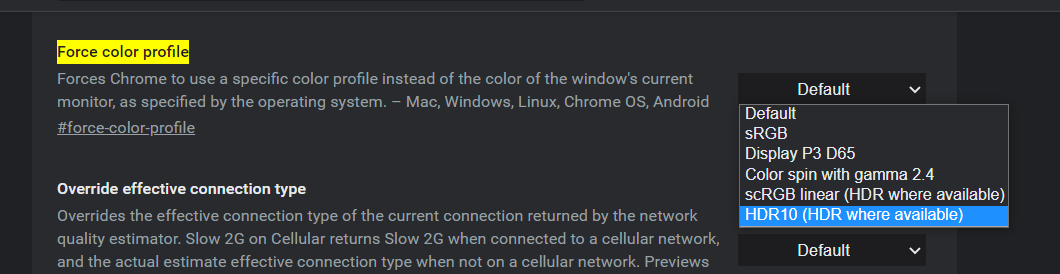 Force color profile
Forces Chrome to use a specific color profile instead of the color of the window's current
monitor, as specified by the operating system. – Mac, Windows, Linux, Chrome OS, Android
#force-color-profile
Default
Default
sRGB
Display P3 D65
Color spin with gamma 2.4
scRGB linear (HDR where available)
HDR10 (HDR where available)
Override effective connection type
Overrides the effective connection type of the current connection returned by the network
quality estimator. Slow 2G on Cellular returns Slow 2G when connected to a cellular network,
and the actual estimate effective connection type when not on a cellular network. Previews
Default